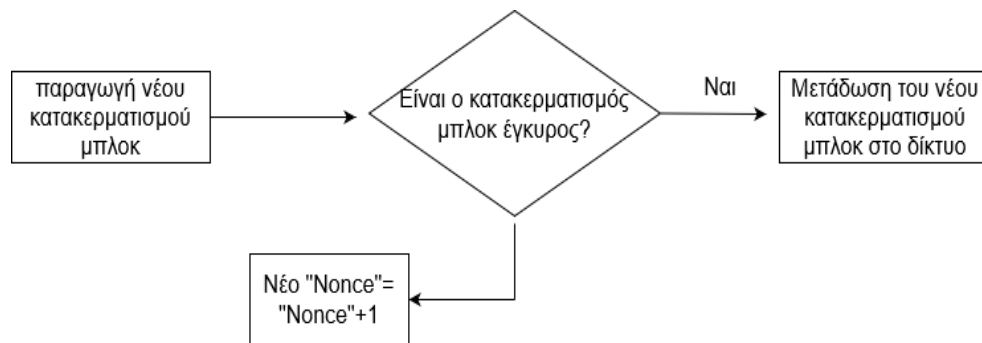 παραγωγή νέου
κατακερματισμού
μπλοκ
Είναι ο κατακερματισμός
μπλοκ έγκυρος?
Ναι
Μετάδωση του νέου
κατακερματισμού
μπλοκ στο δίκτυο
Νέο "Nonce"=
"Nonce"+1